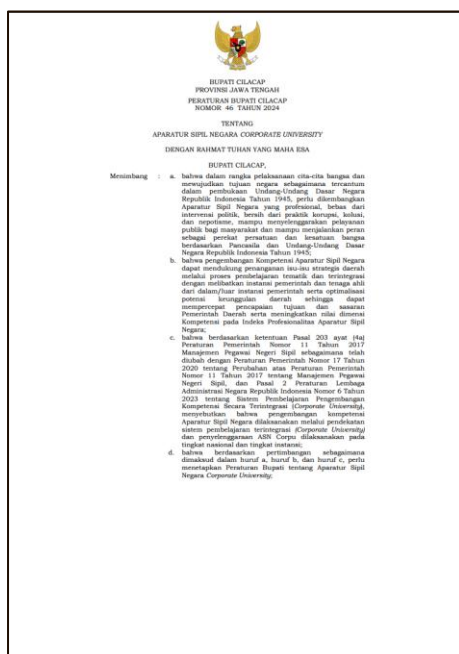 BUPATI CILACAP
PROVINSI JAWA TENGAH
PERATURAN BUPATI CILACAP
NOMOR 46 TAHUN 2024
TENTANG
APARATUR SIPIL NEGARA CORPORATE UNIVERSITY
DENGAN RAHMAT TUHAN YANG MAHA ESA
BUPATI CILACAP,
Menimbang : a. bahwa dalam rangka pelaksanaan cita-cita bangsa dan
mewujudkan tujuan negara sebagaimana tercantum
dalam pembukaan Undang-Undang Dasar Negara
Republik Indonesia Tahun 1945, perlu dikembangkan
Aparatur Sipil Negara yang profesional, bebas dari
intervensi politik, bersih dari praktik korupsi, kolusi,
dan nepotisme, mampu menyelenggarakan pelayanan
publik bagi masyarakat dan mampu menjalankan peran
sebagai perekat persatuan dan kesatuan bangsa
berdasarkan Pancasila dan Undang-Undang Dasar
Negara Republik Indonesia Tahun 1945;
b. bahwa pengembangan Kompetensi Aparatur Sipil Negara
dapat mendukung penanganan isu-isu strategis daerah
melalui proses pembelajaran tematik dan terintegrasi
dengan melibatkan instansi pemerintah dan tenaga ahli
dari dalam/luar instansi pemerintah serta optimalisasi
potensi keunggulan daerah sehingga dapat
mempercepat pencapaian tujuan dan sasaran
Pemerintah Daerah serta meningkatkan nilai dimensi
Kompetensi pada Indeks Profesionalitas Aparatur Sipil
Negara;
c. bahwa berdasarkan ketentuan Pasal 203 ayat (4a)
Peraturan Pemerintah Nomor 11 Tahun 2017
Manajemen Pegawai Negeri Sipil sebagaimana telah
diubah dengan Peraturan Pemerintah Nomor 17 Tahun
2020 tentang Perubahan atas Peraturan Pemerintah
Nomor 11 Tahun 2017 tentang Manajemen Pegawai
Negeri Sipil, dan Pasal 2 Peraturan Lembaga
Administrasi Negara Republik Indonesia Nomor 6 Tahun
2023 tentang Sistem Pembelajaran Pengembangan
Kompetensi Secara Terintegrasi (Corporate University),
menyebutkan bahwa pengembangan kompetensi
Aparatur Sipil Negara dilaksanakan melalui pendekatan
sistem pembelajaran terintegrasi (Corporate University)
dan penyelenggaraan ASN Corpu dilaksanakan pada
tingkat nasional dan tingkat instansi;
d. bahwa berdasarkan pertimbangan sebagaimana
dimaksud dalam huruf a, huruf b, dan huruf c, perlu
menetapkan Peraturan Bupati tentang Aparatur Sipil
Negara Corporate University;